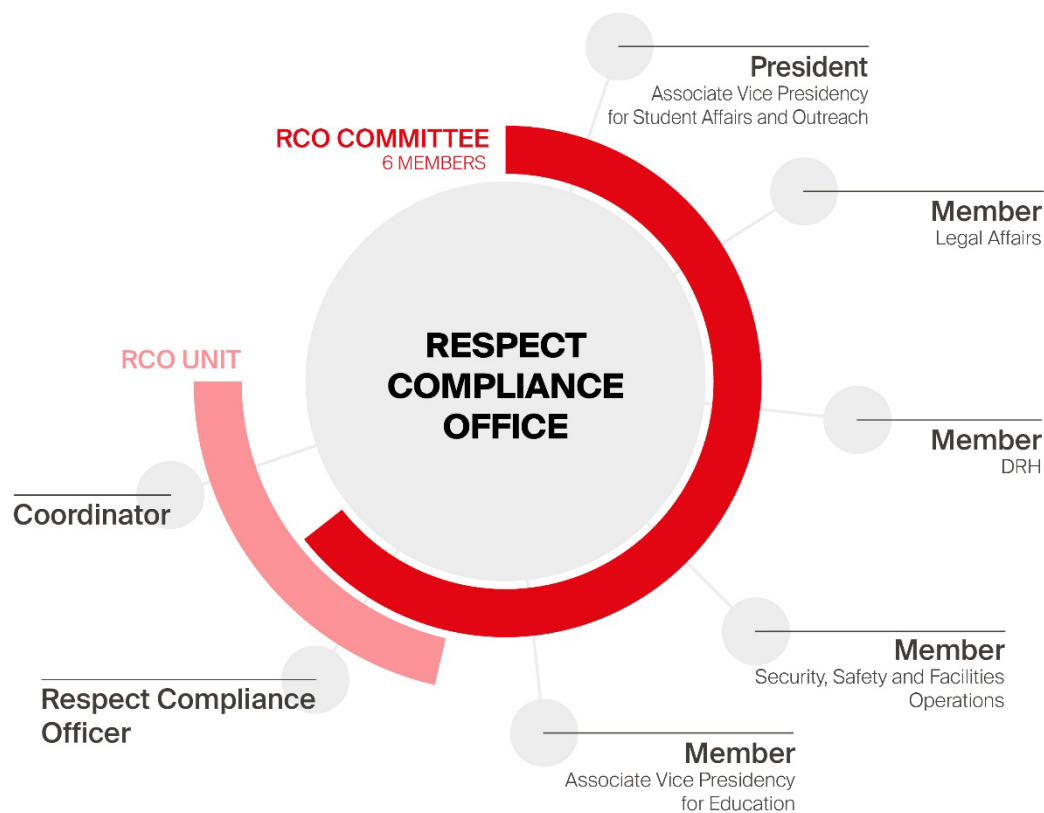 President
Associate Vice Presidency
for Student Affairs and Outreach
RCO COMMITTEE
6 MEMBERS
Member
Legal Affairs
RESPECT
COMPLIANCE
OFFICE
RCO UNIT
Member
DRH
Coordinator
Member
Security, Safety and Facilities
Operations
Respect Compliance
Officer
Member
Associate Vice Presidency
for Education